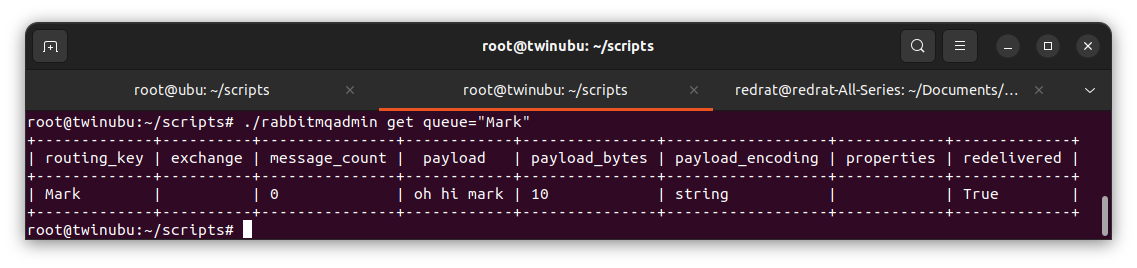 root@twinubu: ~/scripts
root@ubu: ~/scripts × root@twinubu: ~/scripts × redrat@redrat-All-Series: ~/Documents/... ×
root@twinubu:~/scripts# ./rabbitmqadmin get queue="Mark"
+-------------+----------+---------------+------------+---------------+------------------+------------+-------------+
| routing_key | exchange | message_count |  payload   | payload_bytes | payload_encoding | properties | redelivered |
+-------------+----------+---------------+------------+---------------+------------------+------------+-------------+
| Mark        |          | 0             | oh hi mark | 10            | string           |            | True        |
+-------------+----------+---------------+------------+---------------+------------------+------------+-------------+
root@twinubu:~/scripts#